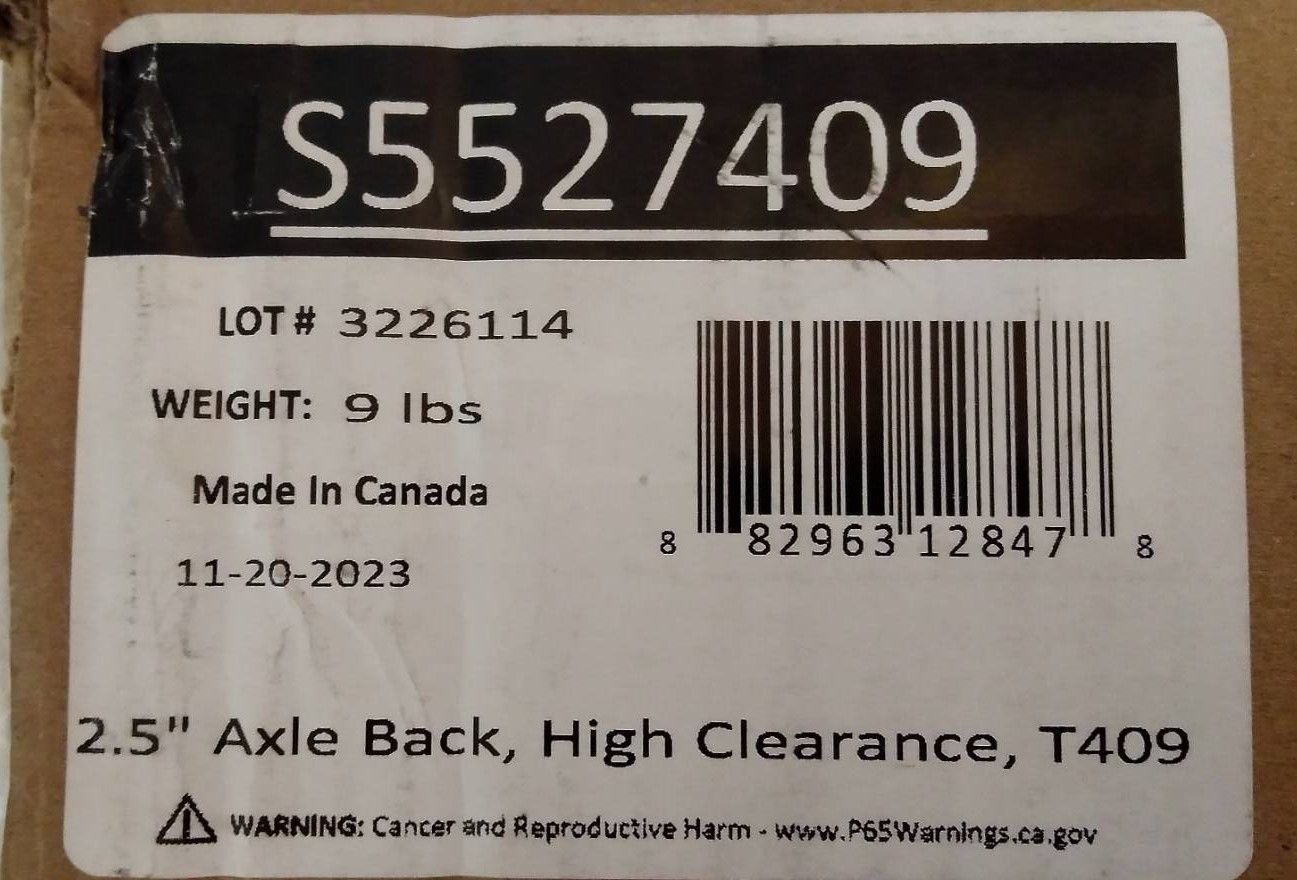 S5527409
LOT # 3226114
WEIGHT: 9 lbs
Made In Canada
11-20-2023
8 82963 12847 8
2.5" Axle Back, High Clearance, T409
WARNING: Cancer and Reproductive Harm - www.P65Warnings.ca.gov